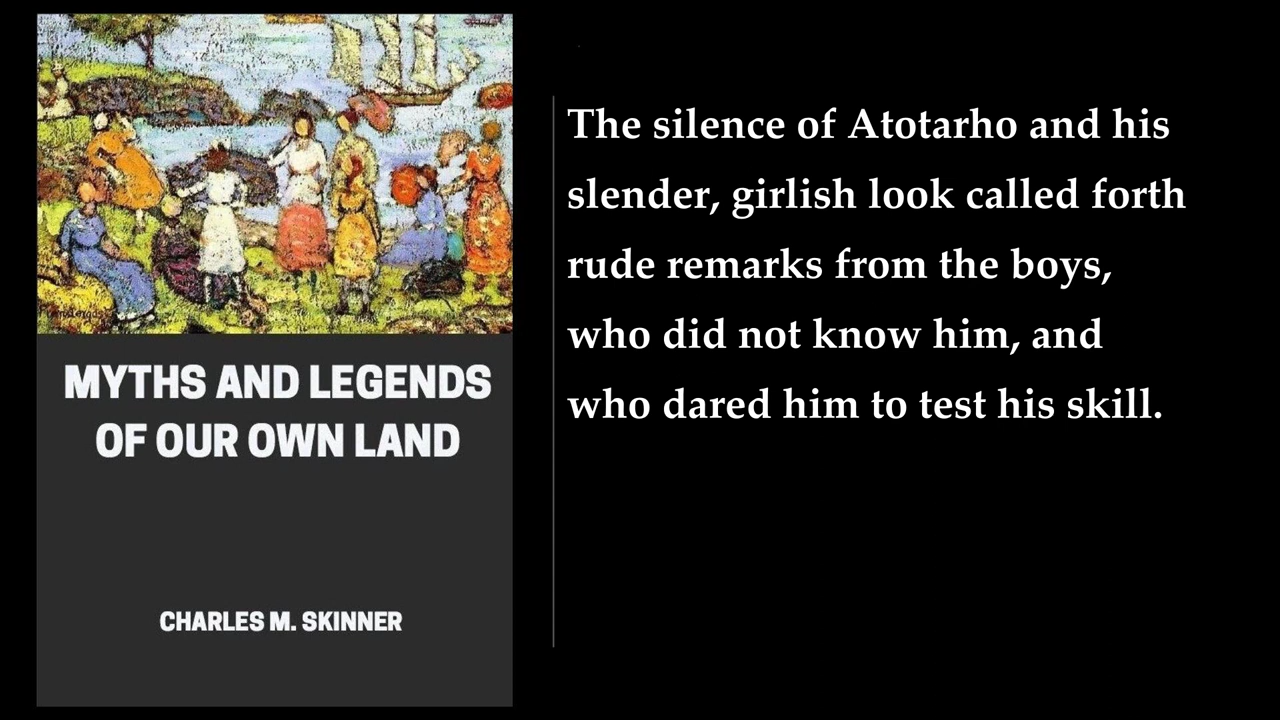 MYTHS AND LEGENDS
OF OUR OWN LAND
CHARLES M. SKINNER
The silence of Atotarho and his
slender, girlish look called forth
rude remarks from the boys,
who did not know him, and
who dared him to test his skill.